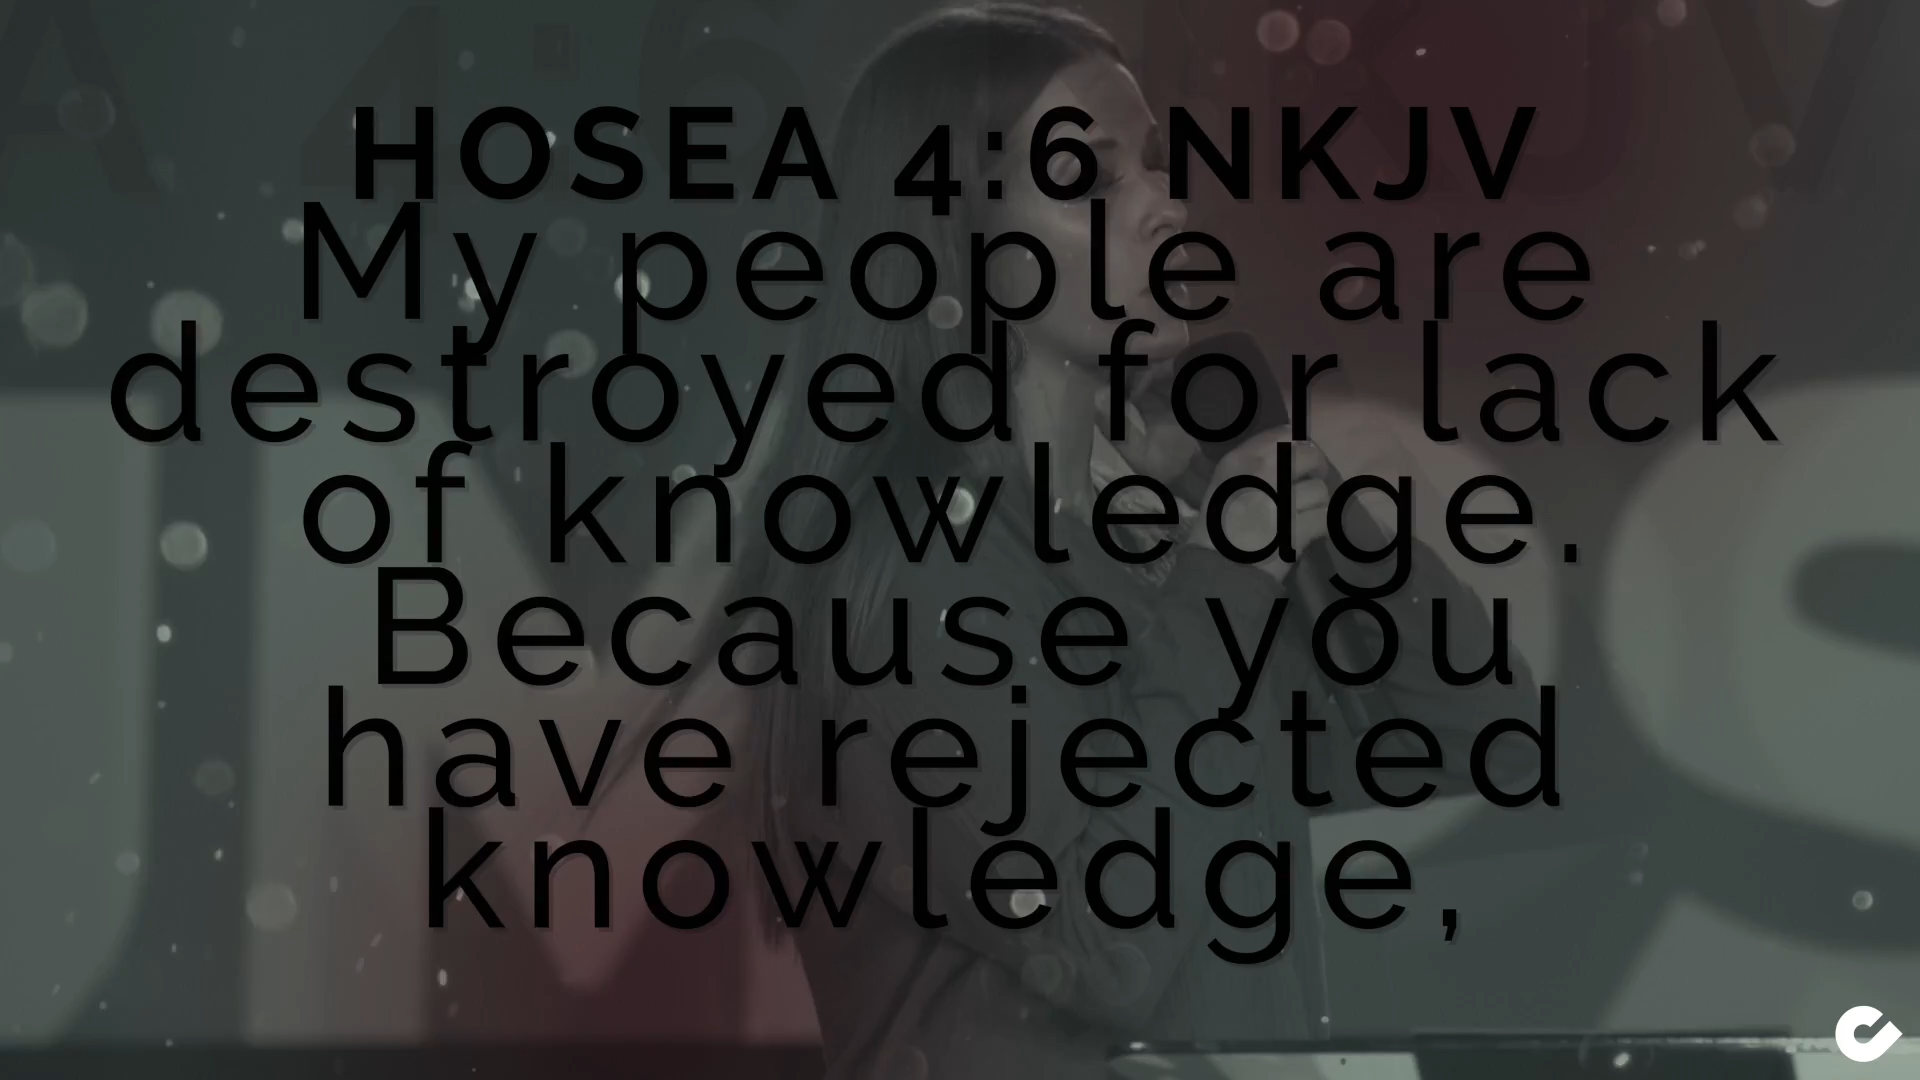 HOSEA 4:6 NKJV
My people are
destroyed for lack
of knowledge.
Because you
have rejected
knowledge,